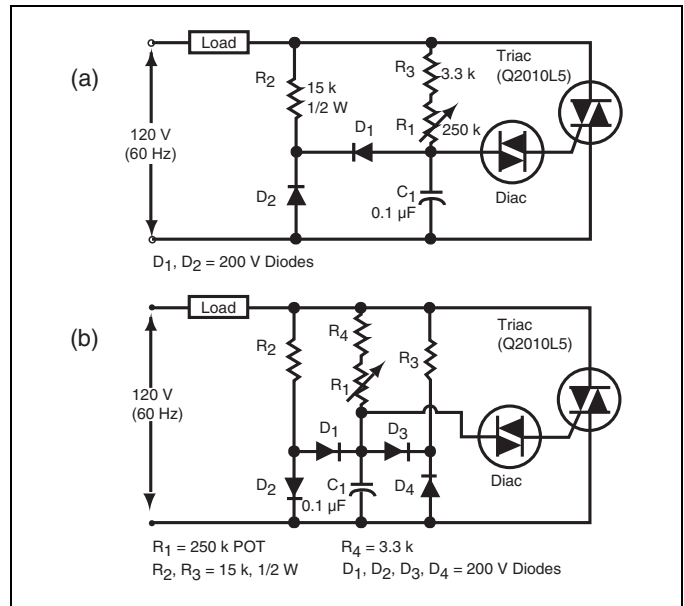 (a)
Load
R2
15 k
1/2 W
R3
3.3 k
Triac
(Q2010L5)
120 V
(60 Hz)
D1
R1
250 k
D2
C1
0.1 µF
Diac
D1, D2 = 200 V Diodes
(b)
Load
R2
R4
R3
Triac
(Q2010L5)
120 V
(60 Hz)
R1
D1
D3
D2
C1
0.1 µF
D4
Diac
R1 = 250 k POT
R4 = 3.3 k
R2, R3 = 15 k, 1/2 W
D1, D2, D3, D4 = 200 V Diodes